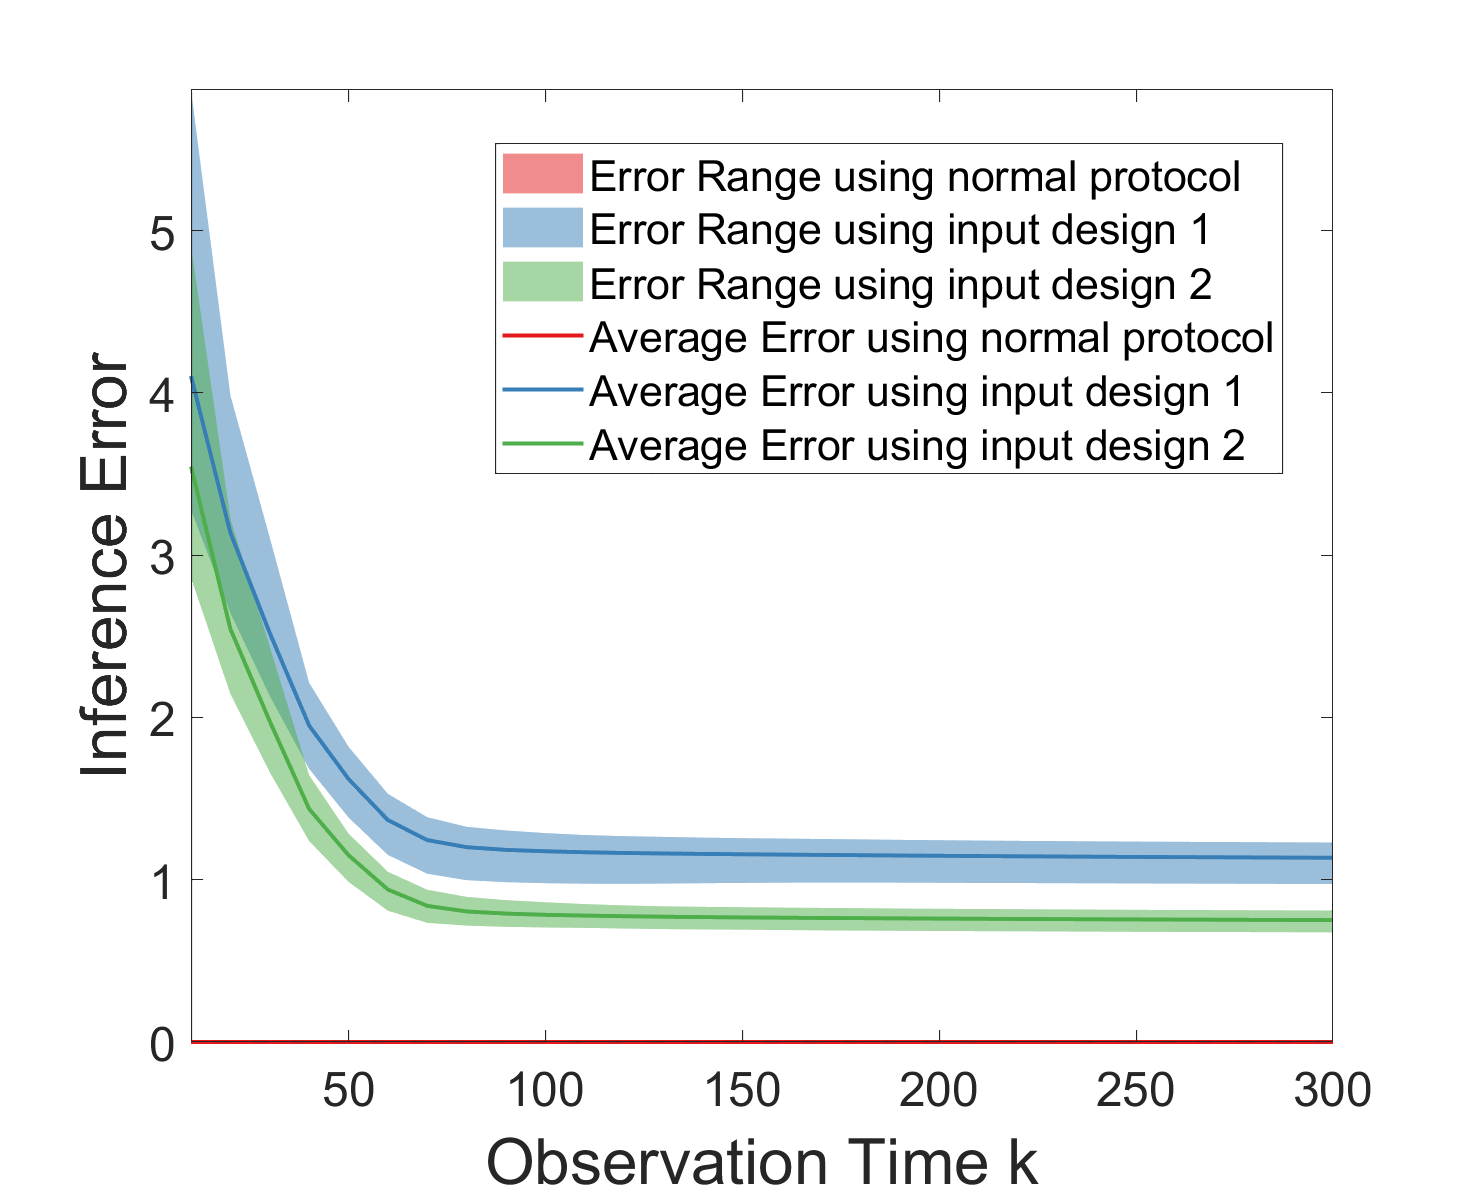 Error Range using normal protocol
Error Range using input design 1
Error Range using input design 2
Average Error using normal protocol
Average Error using input design 1
Average Error using input design 2
5
4
3
2
1
0
Inference Error
50 100 150 200 250 300
Observation Time k